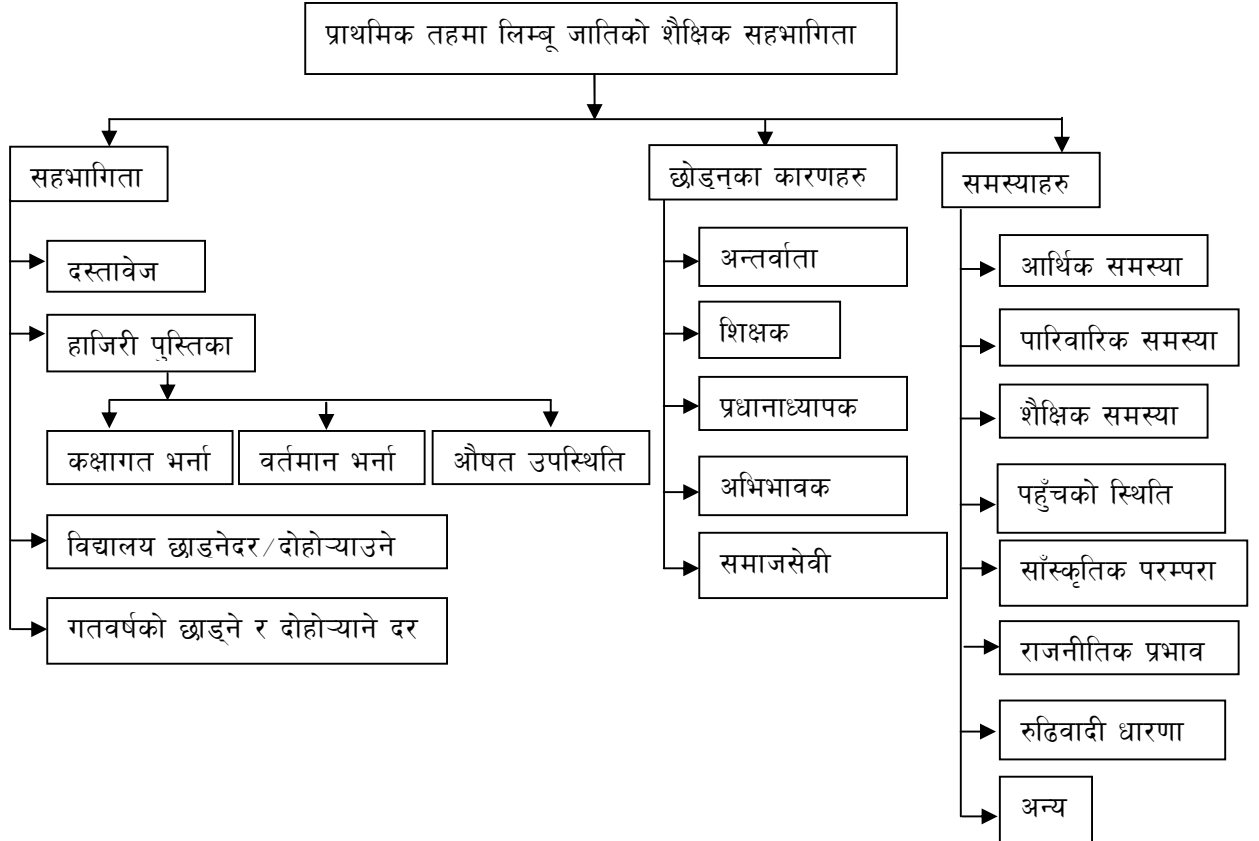 प्राथमिक तहमा लिम्बू जातिको शैक्षिक सहभागिता
सहभागिता
दस्तावेज
हाजिरी पुस्तिका
कक्षागत भर्ना
वर्तमान भर्ना
औषत उपस्थिति
विद्यालय छाड्नेदर/दोहोऱ्याउने
गतवर्षको छाड्ने र दोहोऱ्याने दर
छोड्न्का कारणहरु
अन्तर्वाता
शिक्षक
प्रधानाध्यापक
अभिभावक
समाजसेवी
समस्याहरु
आर्थिक समस्या
पारिवारिक समस्या
शैक्षिक समस्या
पहुँचको स्थिति
साँस्कृतिक परम्परा
राजनीतिक प्रभाव
रुढिवादी धारणा
अन्य